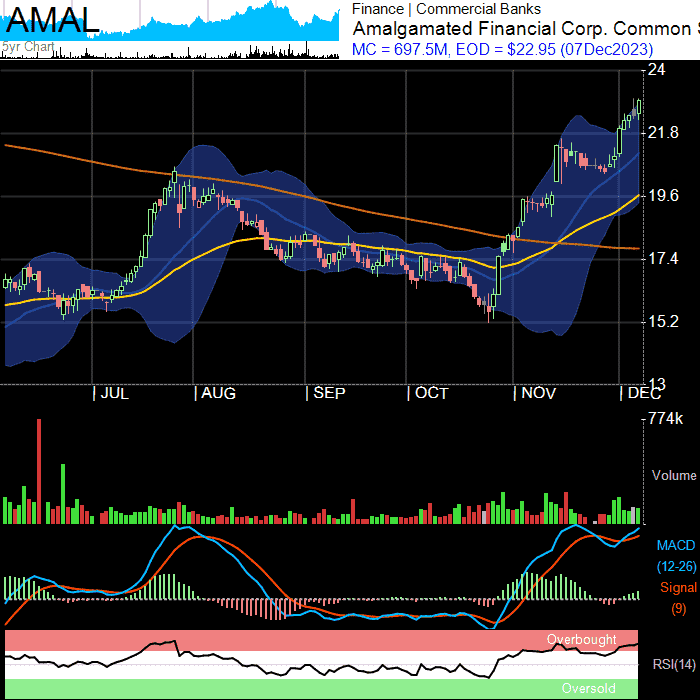 AMAL
5yr Chart
Finance | Commercial Banks
Amalgamated Financial Corp. Common S
MC = 697.5M, EOD = $22.95 (07Dec2023)
24
21.8
19.6
17.4
15.2
13
| JUL | AUG | SEP | OCT | NOV | DEC
774k
Volume
MACD
(12-26)
Signal
(9)
Overbought
RSI(14)
Oversold